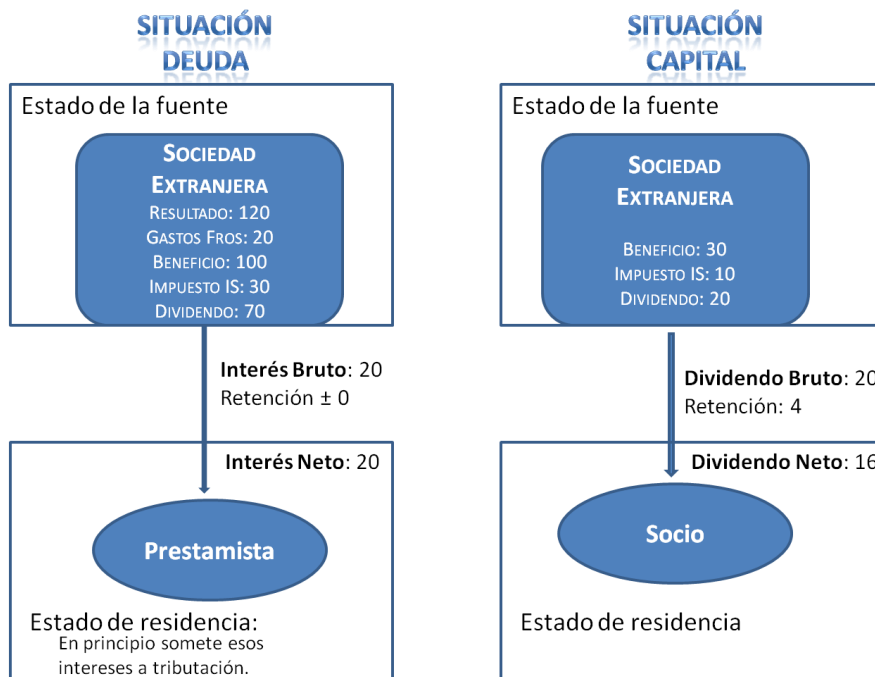 SITUACIÓN
DEUDA
Estado de la fuente
SOCIEDAD
EXTRANJERA
RESULTADO: 120
GASTOS FROS: 20
BENEFICIO: 100
IMPUESTO IS: 30
DIVIDENDO: 70
Interés Bruto: 20
Retención ± 0
Interés Neto: 20
Prestamista
Estado de residencia:
En principio somete esos
intereses a tributación.
SITUACIÓN
CAPITAL
Estado de la fuente
SOCIEDAD
EXTRANJERA
BENEFICIO: 30
IMPUESTO IS: 10
DIVIDENDO: 20
Dividendo Bruto: 20
Retención: 4
Dividendo Neto: 16
Socio
Estado de residencia